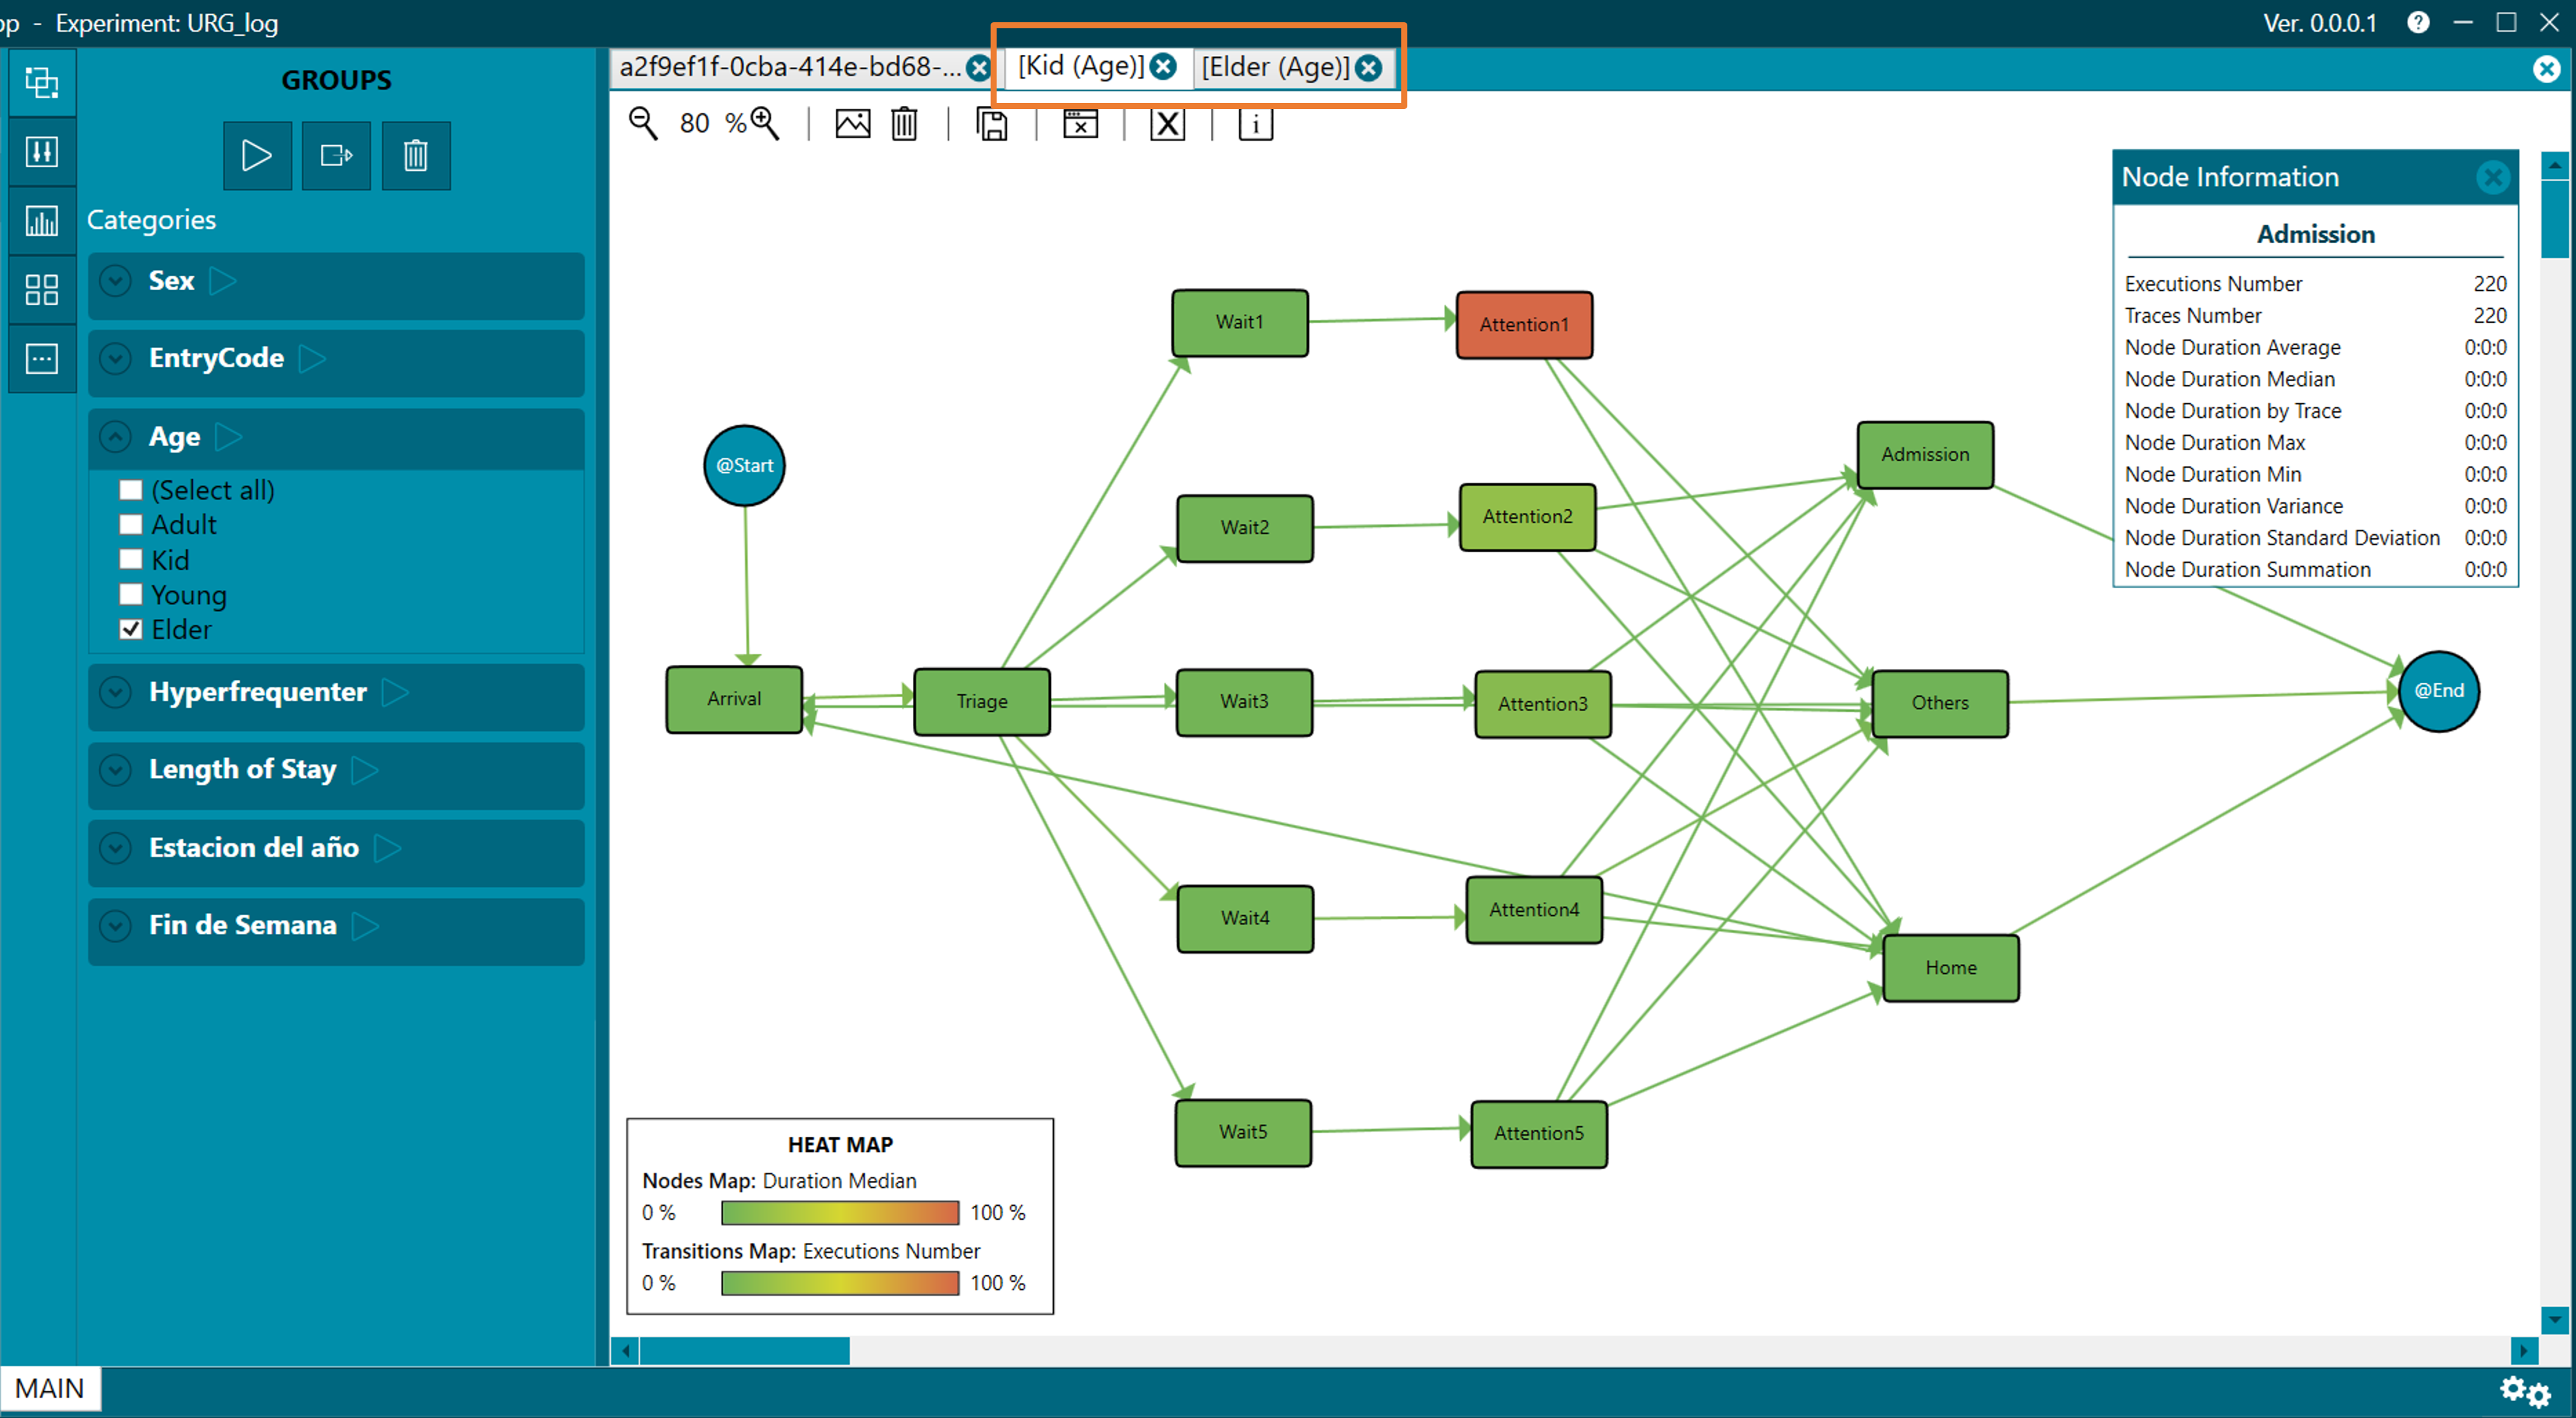 pp - Experiment: URG_log
Ver. 0.0.0.1
GROUPS
Categories
Sex
EntryCode
Age
(Select all)
Adult
Kid
Young
Elder
Hyperfrequenter
Length of Stay
Estacion del año
Fin de Semana
a2f9ef1f-0cba-414e-bd68-...
[Kid (Age)]
[Elder (Age)]
80 %
Node Information
Admission
Executions Number 220
Traces Number 220
Node Duration Average 0:0:0
Node Duration Median 0:0:0
Node Duration by Trace 0:0:0
Node Duration Max 0:0:0
Node Duration Min 0:0:0
Node Duration Variance 0:0:0
Node Duration Standard Deviation 0:0:0
Node Duration Summation 0:0:0
Wait1
Attention1
@Start
Admission
Wait2
Attention2
Arrival
Triage
Wait3
Attention3
Others
@End
Wait4
Attention4
Home
Wait5
Attention5
HEAT MAP
Nodes Map: Duration Median
0 % 100 %
Transitions Map: Executions Number
0 % 100 %
MAIN